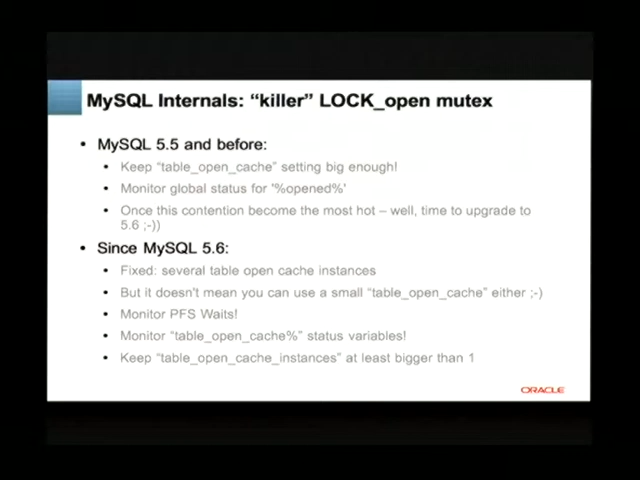 MySQL Internals: “killer” LOCK_open mutex
• MySQL 5.5 and before:
• Keep “table_open_cache” setting big enough!
• Monitor global status for '%opened%'
• Once this contention become the most hot – well, time to upgrade to
5.6 ;-))
• Since MySQL 5.6:
• Fixed: several table open cache instances
• But it doesn't mean you can use a small “table_open_cache” either ;-)
• Monitor PFS Waits!
• Monitor “table_open_cache%” status variables!
• Keep “table_open_cache_instances” at least bigger than 1
ORACLE